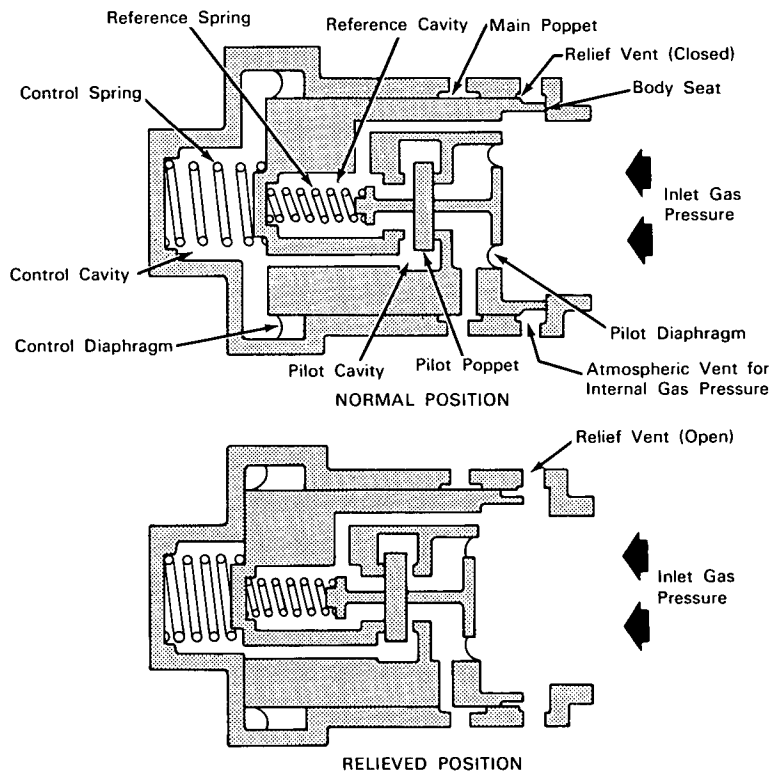 Reference Spring
Reference Cavity
Main Poppet
Relief Vent (Closed)
Control Spring
Body Seat
Inlet Gas
Pressure
Control Cavity
Control Diaphragm
Pilot Cavity
Pilot Poppet
Pilot Diaphragm
Atmospheric Vent for
Internal Gas Pressure
NORMAL POSITION
Relief Vent (Open)
Inlet Gas
Pressure
RELIEVED POSITION